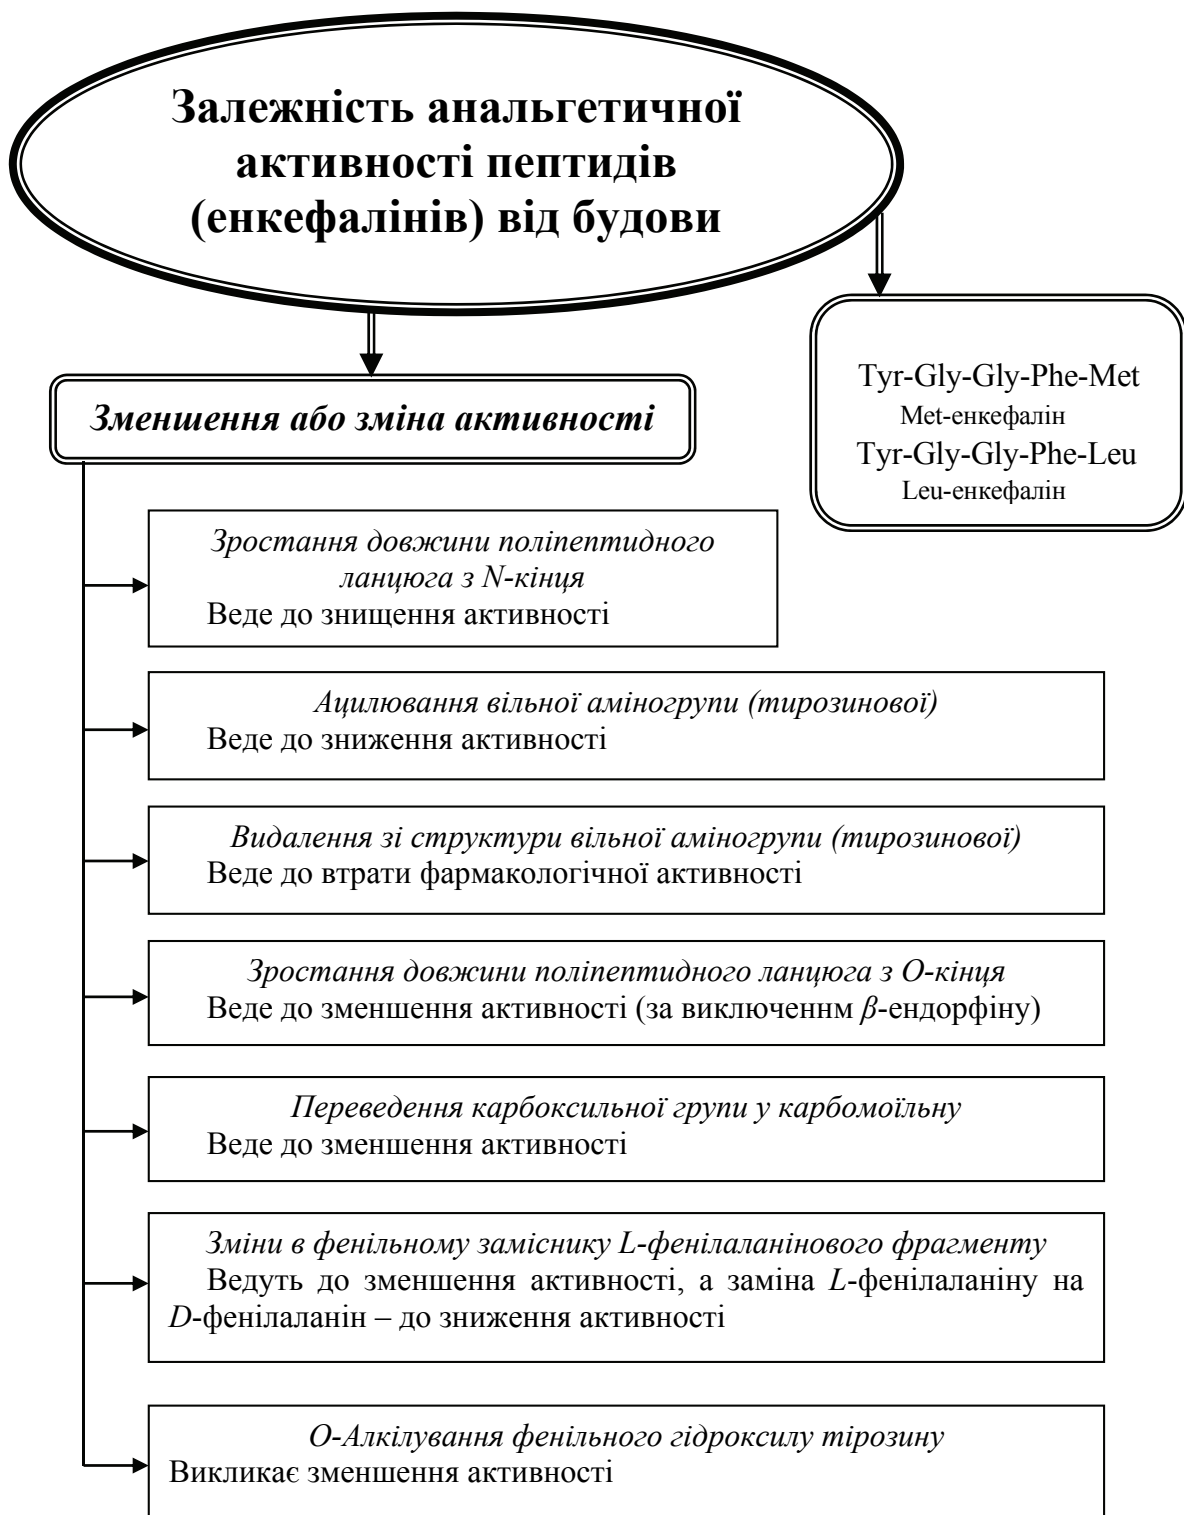 Залежність анальгетичної
активності пептидів
(енкефалінів) від будови
Tyr-Gly-Gly-Phe-Met
Met-енкефалін
Tyr-Gly-Gly-Phe-Leu
Leu-енкефалін
Зменшення або зміна активності
Зростання довжини поліпептидного
ланцюга з N-кінця
Веде до знищення активності
Ацилювання вільної аміногрупи (тирозинової)
Веде до зниження активності
Видалення зі структури вільної аміногрупи (тирозинової)
Веде до втрати фармакологічної активності
Зростання довжини поліпептидного ланцюга з О-кінця
Веде до зменшення активності (за виключеннм β-ендорфіну)
Переведення карбоксильної групи у карбомоїльну
Веде до зменшення активності
Зміни в фенільному заміснику L-фенілаланінового фрагменту
Ведуть до зменшення активності, а заміна L-фенілаланіну на
D-фенілаланін – до зниження активності
О-Алкілування фенільного гідроксилу тірозину
Викликає зменшення активності